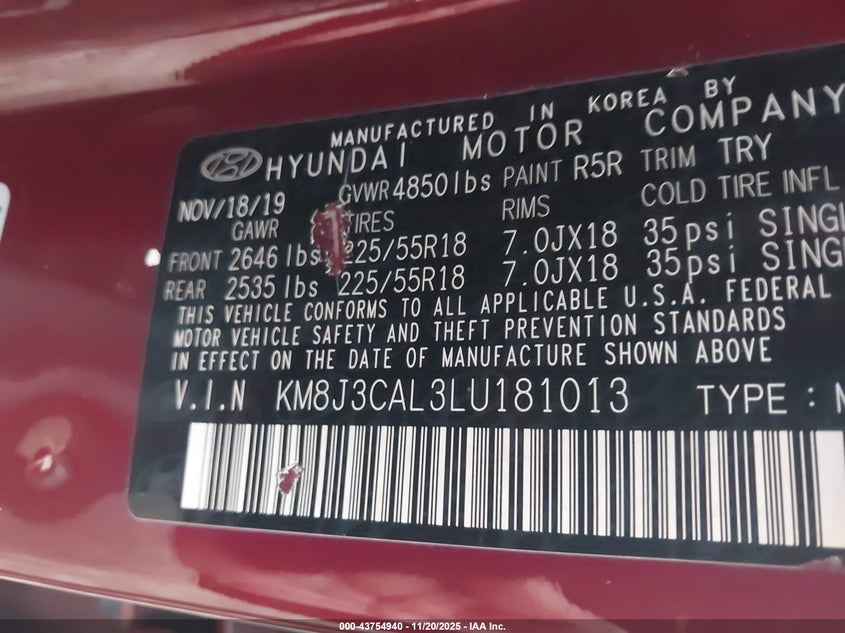 MANUFACTURED IN KOREA BY
HYUNDAI MOTOR COMPANY
NOV/18/19 GVWR 4850 lbs PAINT R5R TRIM TRY
GAWR TIRES RIMS COLD TIRE INFL
FRONT 2646 lbs 225/55R18 7.0JX18 35psi SINGL
REAR 2535 lbs 225/55R18 7.0JX18 35psi SINGL
THIS VEHICLE CONFORMS TO ALL APPLICABLE U.S.A. FEDERAL
MOTOR VEHICLE SAFETY AND THEFT PREVENTION STANDARDS
IN EFFECT ON THE DATE OF MANUFACTURE SHOWN ABOVE
V.I.N KM8J3CAL3LU181013 TYPE : M
000-43754940 - 11/20/2025 - IAA Inc.